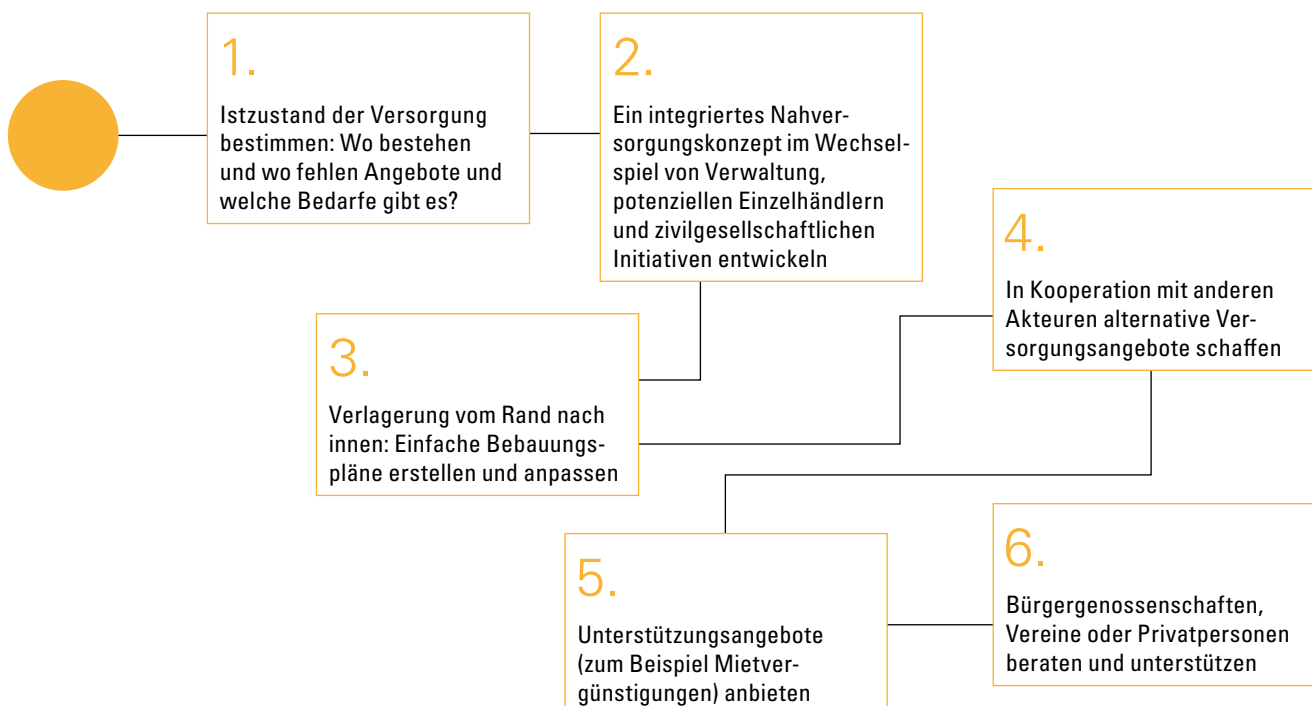 1.
Istzustand der Versorgung
bestimmen: Wo bestehen
und wo fehlen Angebote und
welche Bedarfe gibt es?
2.
Ein integriertes Nahver-
sorgungskonzept im Wechsel-
spiel von Verwaltung,
potenziellen Einzelhändlern
und zivilgesellschaftlichen
Initiativen entwickeln
3.
Verlagerung vom Rand nach
innen: Einfache Bebauungs-
pläne erstellen und anpassen
4.
In Kooperation mit anderen
Akteuren alternative Ver-
sorgungsangebote schaffen
5.
Unterstützungsangebote
(zum Beispiel Mietver-
günstigungen) anbieten
6.
Bürgergenossenschaften,
Vereine oder Privatpersonen
beraten und unterstützen